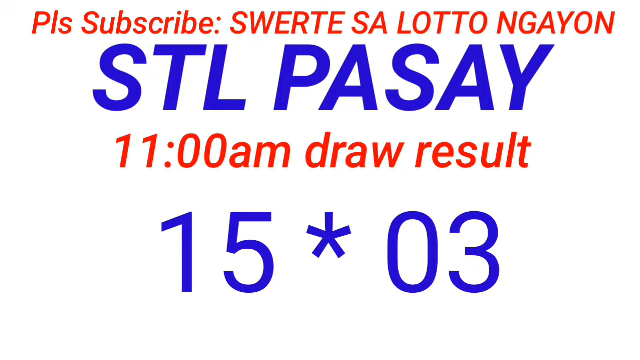 Pls Subscribe: SWERTE SA LOTTO NGAYON
STL PASAY
11:00am draw result
15 * 03